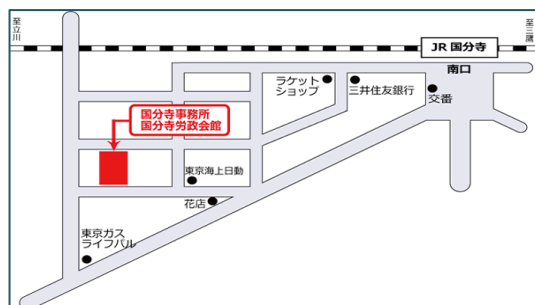 至立川
至三鷹
JR 国分寺
南口
ラケット
ショップ
三井住友銀行
交番
国分寺事務所
国分寺労政会館
東京海上日動
花店
東京ガス
ライフバル